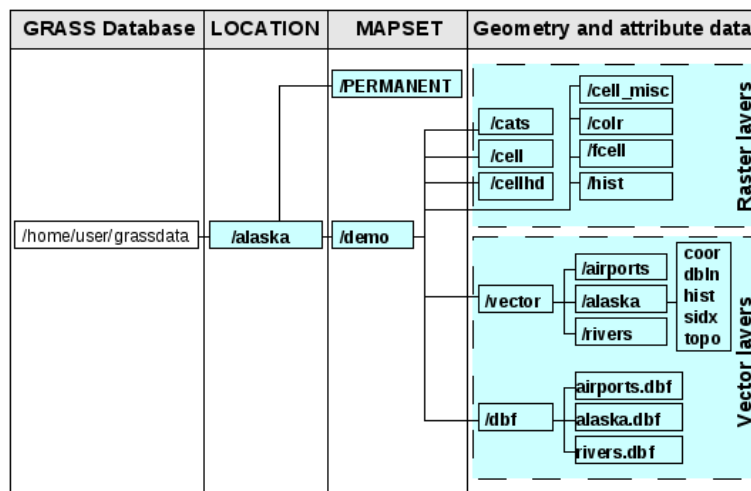 GRASS Database
LOCATION
MAPSET
Geometry and attribute data
/home/user/grassdata
/alaska
/PERMANENT
/demo
/cats
/cell
/cellhd
/cell_misc
/colr
/fcell
/hist
Raster layers
/vector
/airports
/alaska
/rivers
coor
dbln
hist
sidx
topo
/dbf
airports.dbf
alaska.dbf
rivers.dbf
Vector layers